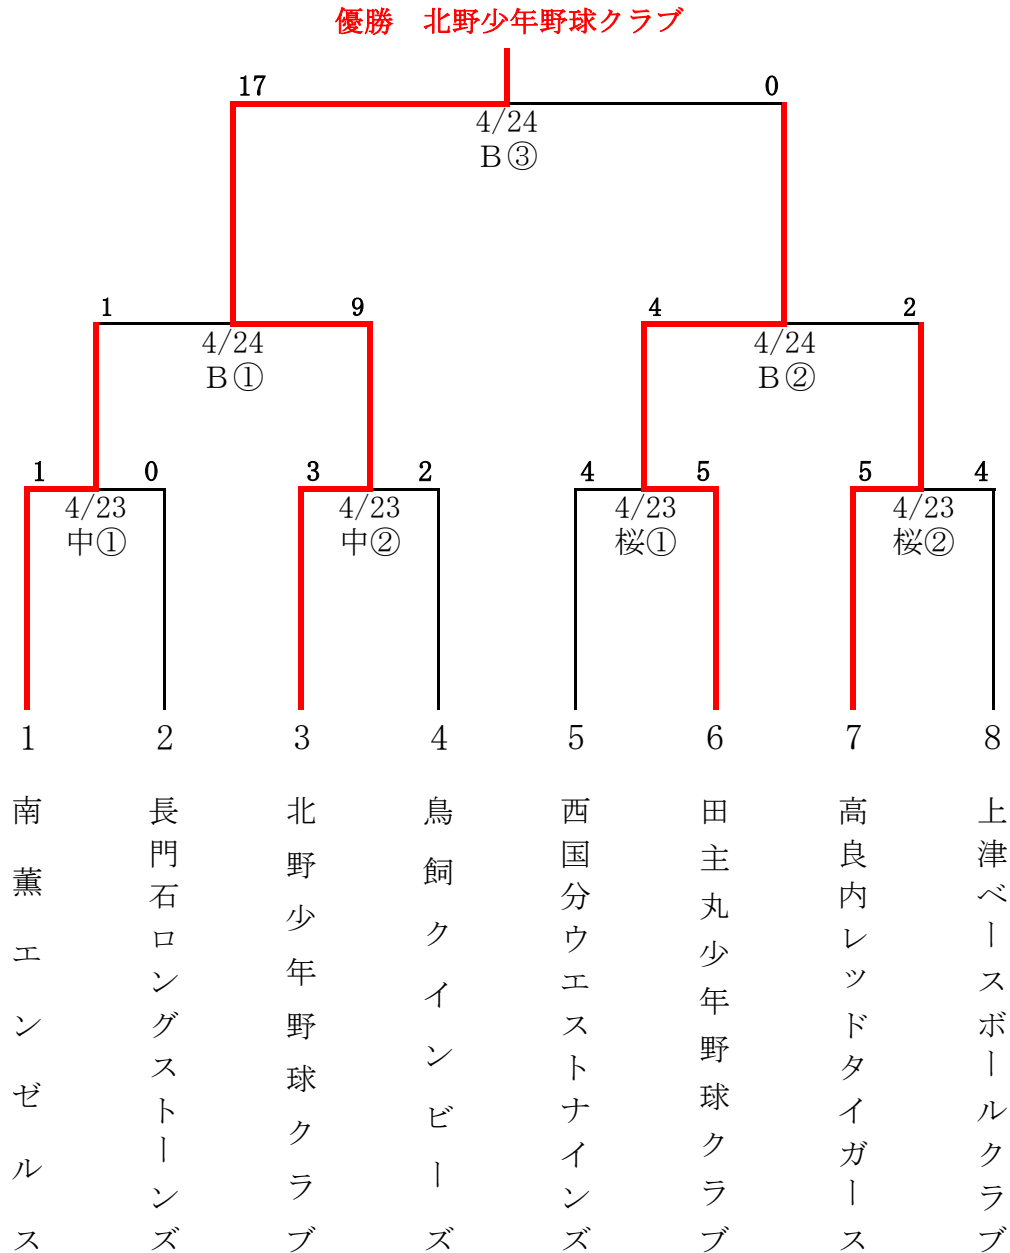 優勝　北野少年野球クラブ
17 0
4/24
B③
1 9 4 2
4/24 4/24
B① B②
1 0 3 2 4 5 5 4
4/23 4/23 4/23 4/23
中① 中② 桜① 桜②
1 2 3 4 5 6 7 8
南薫エンゼルス
長門石ロングストーンズ
北野少年野球クラブ
鳥飼クインビーズ
西国分ウエストナインズ
田主丸少年野球クラブ
高良内レッドタイガース
上津ベースボールクラブ